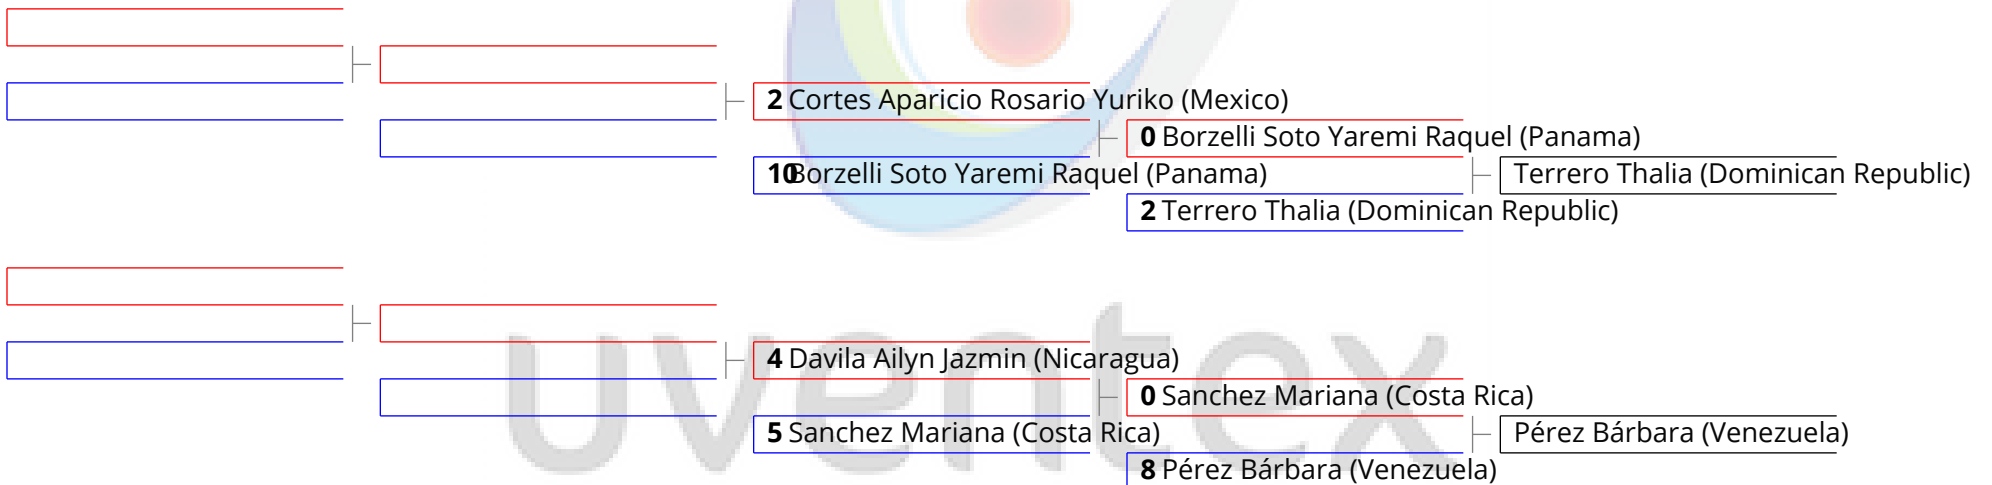 2 Cortes Aparicio Rosario Yuriko (Mexico)
0 Borzelli Soto Yaremi Raquel (Panama)
10 Borzelli Soto Yaremi Raquel (Panama)
Terrero Thalia (Dominican Republic)
2 Terrero Thalia (Dominican Republic)
uventex
4 Davila Ailyn Jazmin (Nicaragua)
0 Sanchez Mariana (Costa Rica)
5 Sanchez Mariana (Costa Rica)
Pérez Bárbara (Venezuela)
8 Pérez Bárbara (Venezuela)